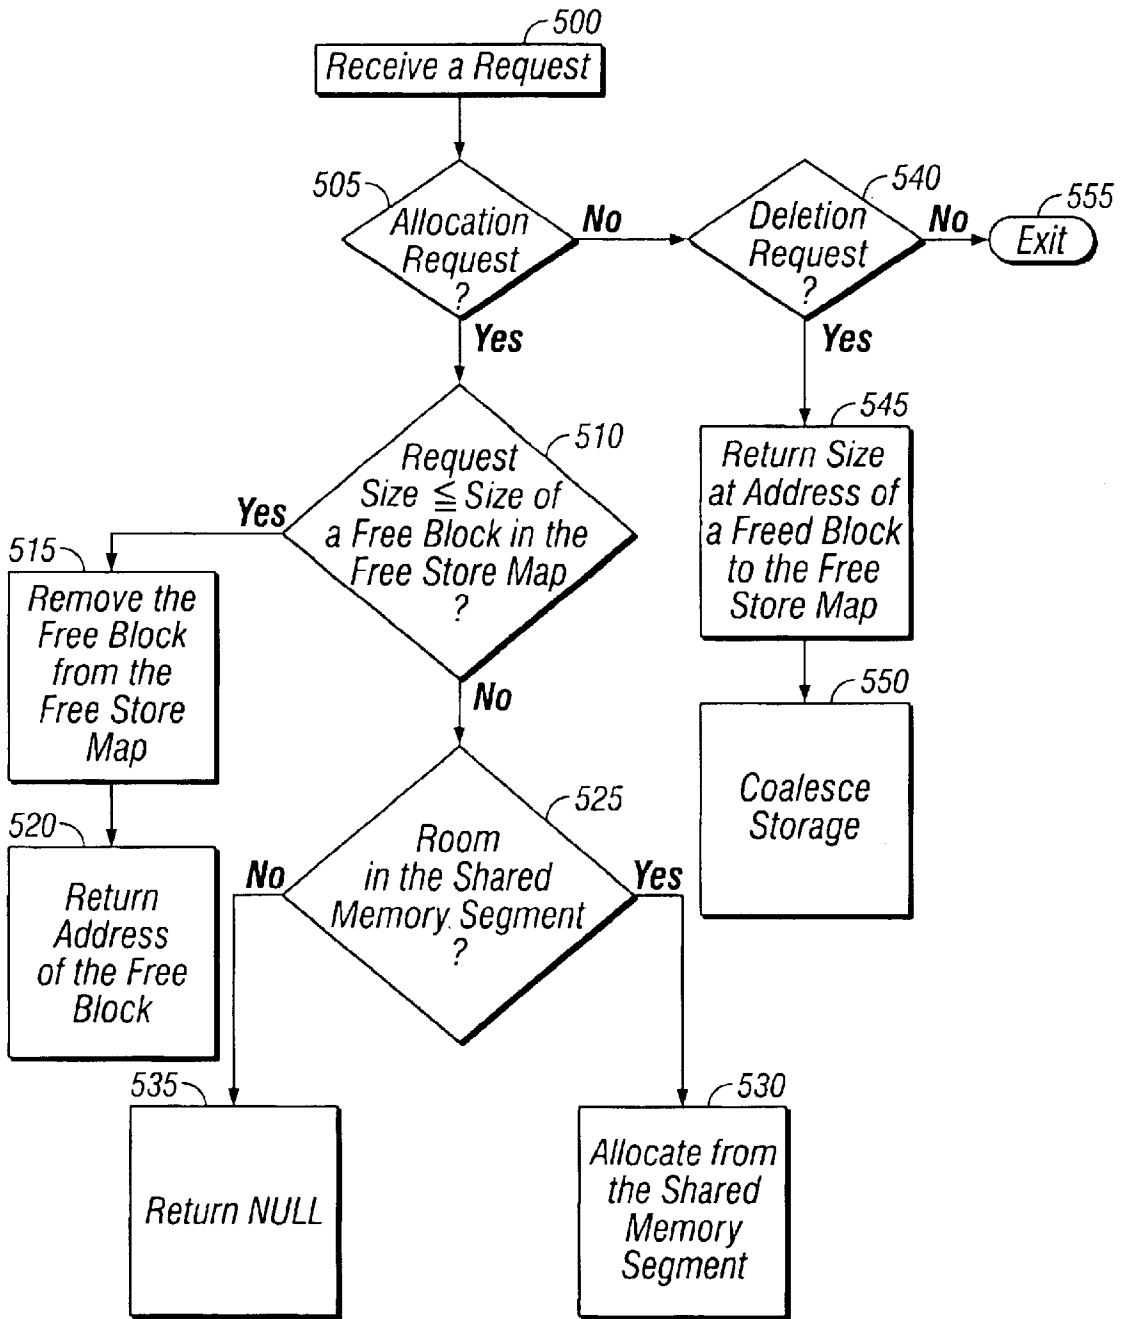 500
Receive a Request
505
Allocation
Request
?
No
Yes
540
Deletion
Request
?
No
Yes
555
Exit
510
Request
Size ≦ Size of
a Free Block in the
Free Store Map
?
Yes
No
515
Remove the
Free Block
from the
Free Store
Map
520
Return
Address
of the Free
Block
525
Room
in the Shared
Memory Segment
?
No
Yes
535
Return NULL
530
Allocate from
the Shared
Memory
Segment
545
Return Size
at Address of
a Freed Block
to the Free
Store Map
550
Coalesce
Storage